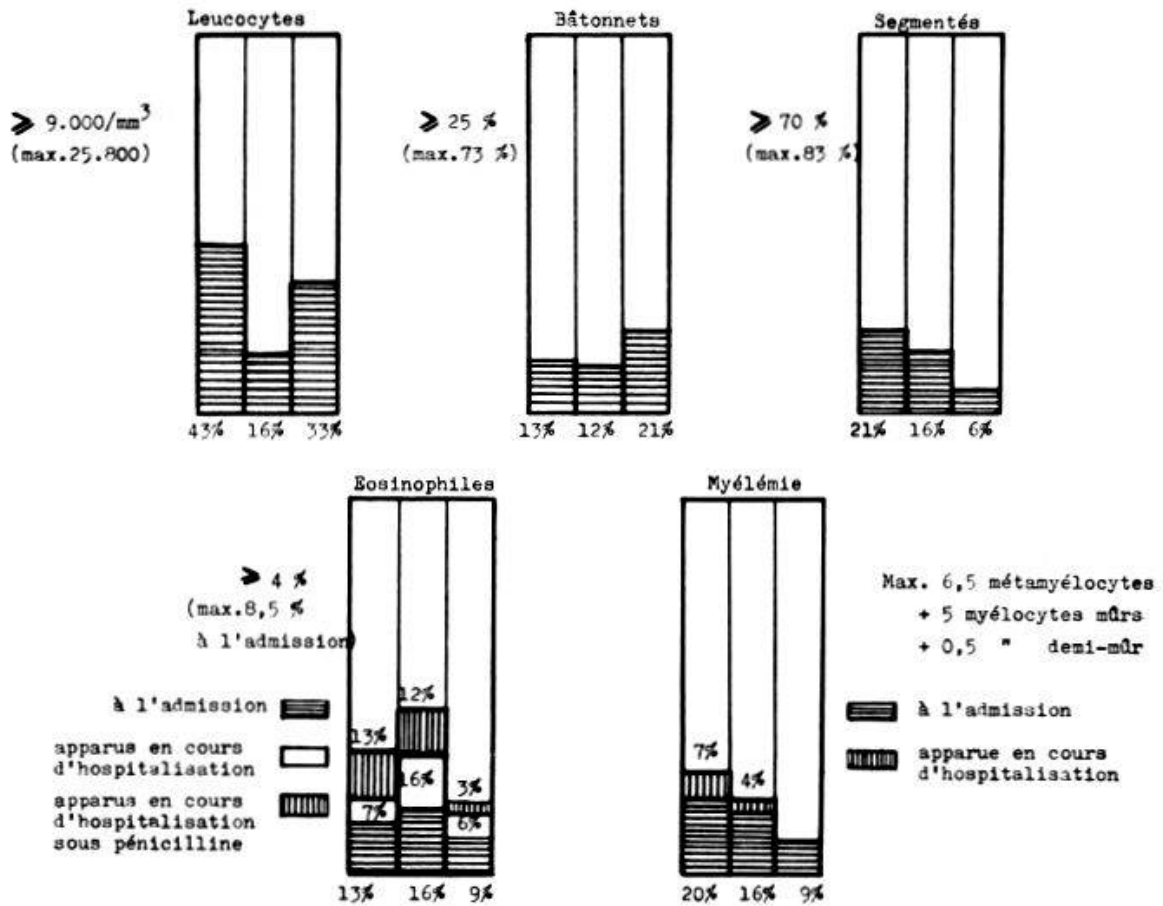 Leucocytes
Bâtonnets
Segmentés
⩾ 9.000/mm³
(max.25.800)
⩾ 25 %
(max.73 %)
⩾ 70 %
(max.83 %)
43% 16% 33%
13% 12% 21%
21% 16% 6%
Eosinophiles
Myélémie
⩾ 4 %
(max.8,5 %
à l'admission)
Max. 6,5 métamyélocytes
+ 5 myélocytes mûrs
+ 0,5 " demi-mûr
à l'admission
apparus en cours
d'hospitalisation
apparus en cours
d'hospitalisation
sous pénicilline
12%
13%
16%
3%
7%
6%
13% 16% 9%
7%
4%
20% 16% 9%
à l'admission
apparue en cours
d'hospitalisation